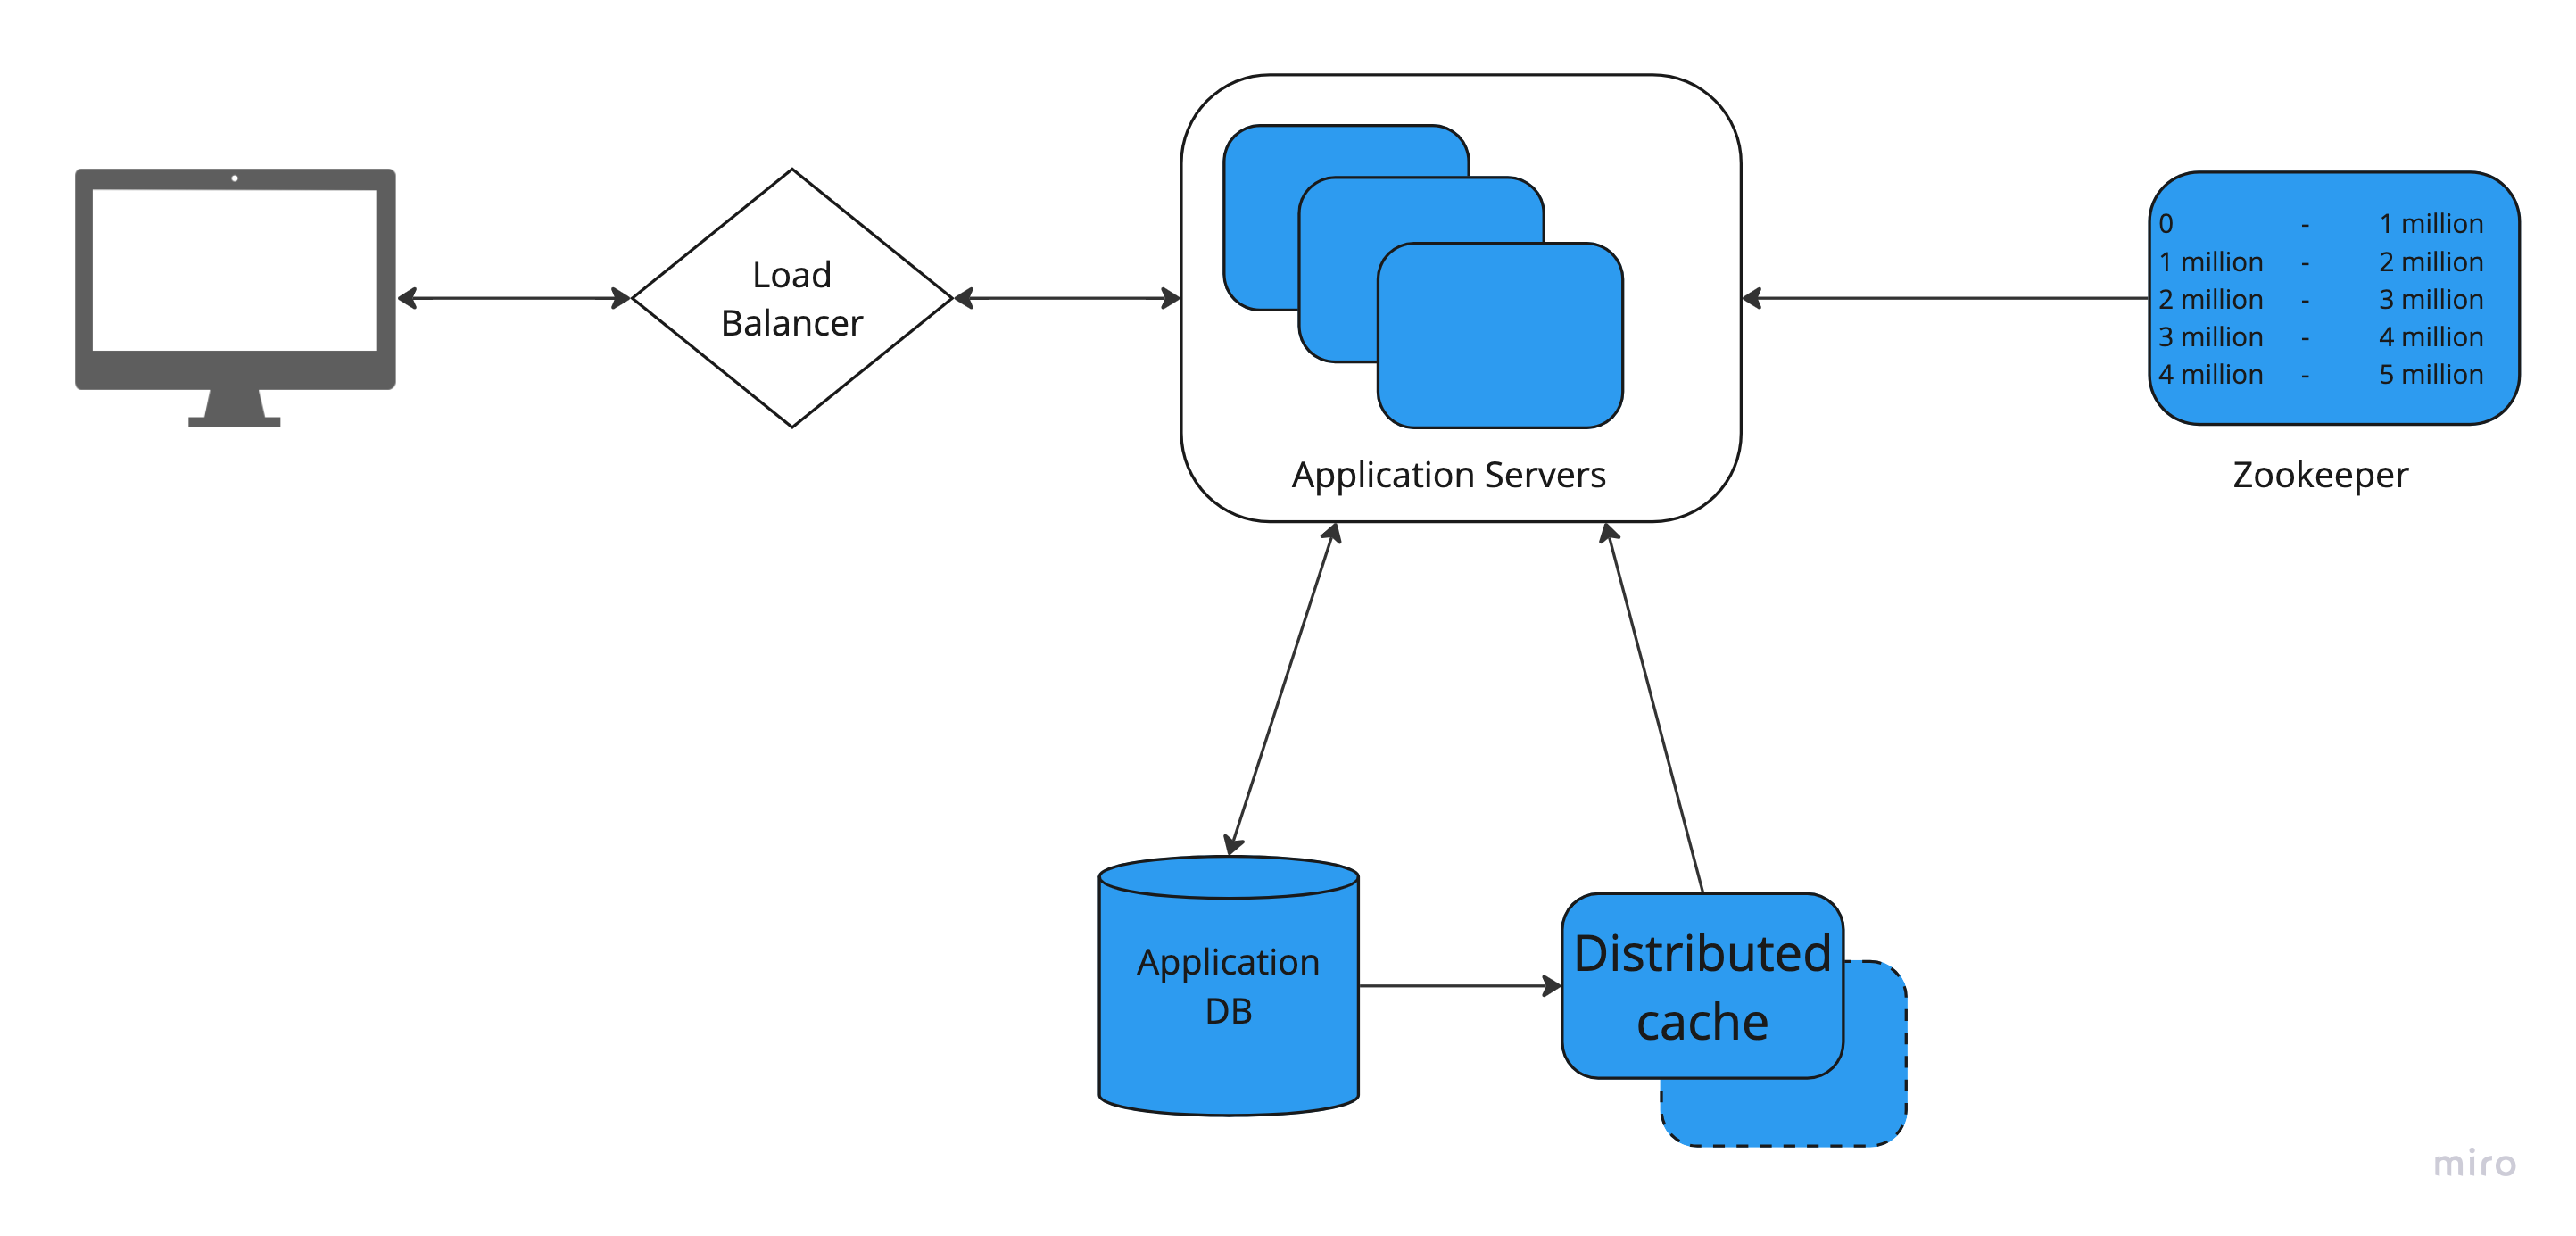 Load
Balancer
Application Servers
0 - 1 million
1 million - 2 million
2 million - 3 million
3 million - 4 million
4 million - 5 million
Zookeeper
Application
DB
Distributed
cache
miro